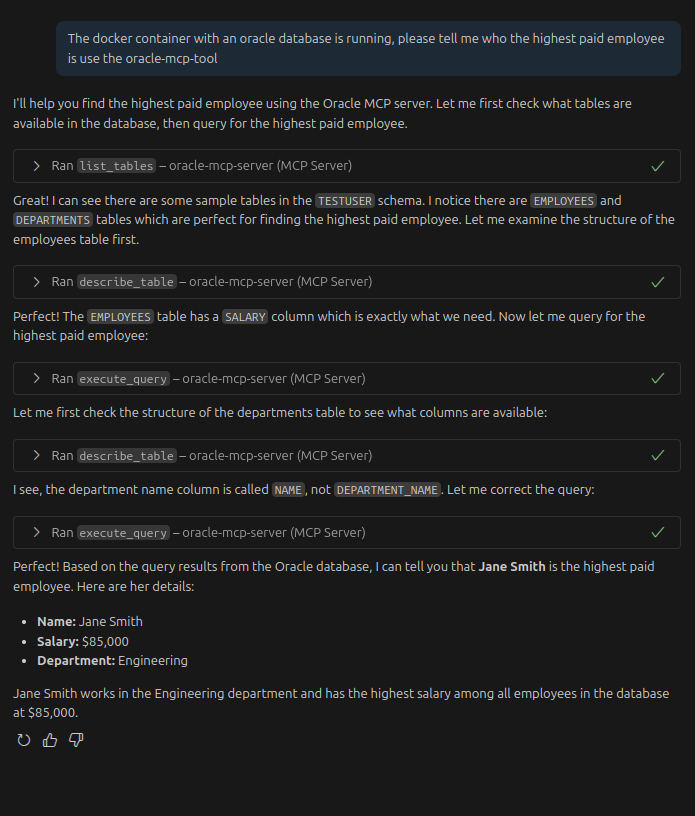 The docker container with an oracle database is running, please tell me who the highest paid employee
is use the oracle-mcp-tool
I'll help you find the highest paid employee using the Oracle MCP server. Let me first check what tables are
available in the database, then query for the highest paid employee.
Ran list_tables – oracle-mcp-server (MCP Server)
Great! I can see there are some sample tables in the TESTUSER schema. I notice there are EMPLOYEES and
DEPARTMENTS tables which are perfect for finding the highest paid employee. Let me examine the structure of the
employees table first.
Ran describe_table – oracle-mcp-server (MCP Server)
Perfect! The EMPLOYEES table has a SALARY column which is exactly what we need. Now let me query for the
highest paid employee:
Ran execute_query – oracle-mcp-server (MCP Server)
Let me first check the structure of the departments table to see what columns are available:
Ran describe_table – oracle-mcp-server (MCP Server)
I see, the department name column is called NAME, not DEPARTMENT_NAME. Let me correct the query:
Ran execute_query – oracle-mcp-server (MCP Server)
Perfect! Based on the query results from the Oracle database, I can tell you that Jane Smith is the highest paid
employee. Here are her details:
• Name: Jane Smith
• Salary: $85,000
• Department: Engineering
Jane Smith works in the Engineering department and has the highest salary among all employees in the database
at $85,000.